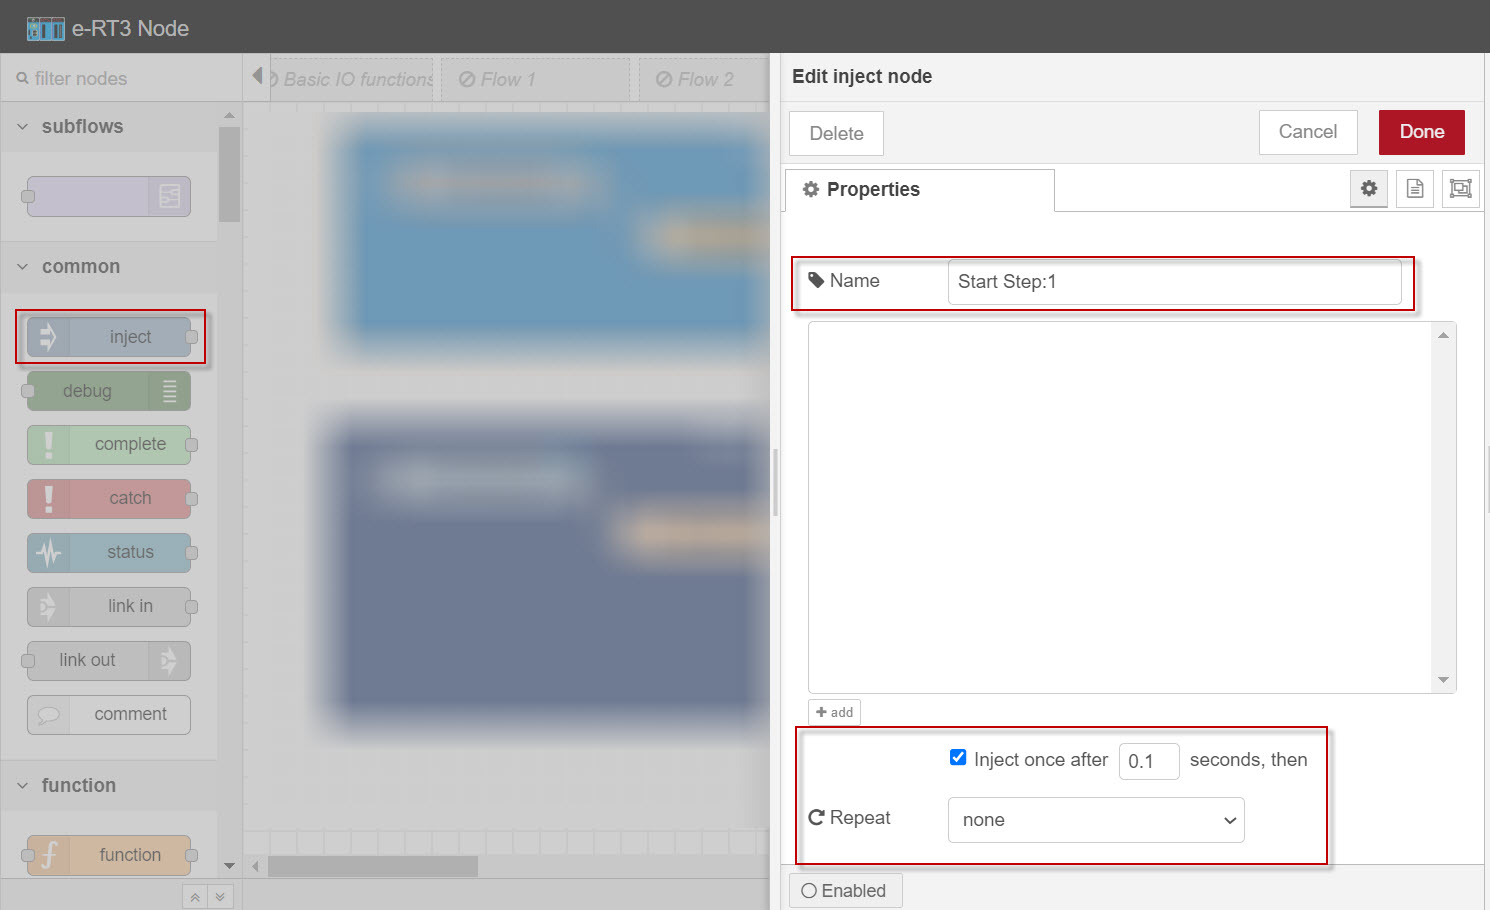 e-RT3 Node
filter nodes
Basic IO functions
Flow 1
Flow 2
subflows
common
inject
debug
complete
catch
status
link in
link out
comment
function
function
Edit inject node
Delete
Cancel
Done
Properties
Name
Start Step:1
add
Inject once after 0.1 seconds, then
Repeat
none
Enabled